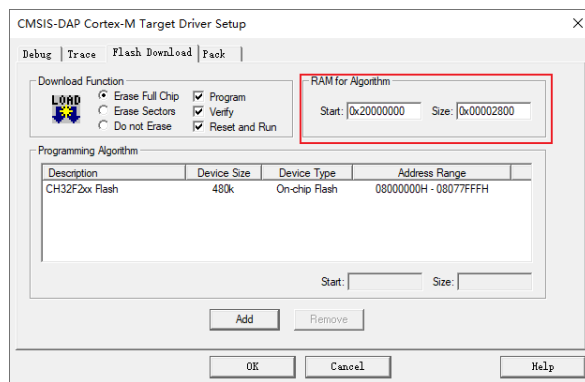 CMSIS-DAP Cortex-M Target Driver Setup
Debug | Trace Flash Download | Pack
Download Function
LOAD
Erase Full Chip
Erase Sectors
Do not Erase
Program
Verify
Reset and Run
RAM for Algorithm
Start: 0x20000000 Size: 0x00002800
Programming Algorithm
Description Device Size Device Type Address Range
CH32F2xx Flash 480k On-chip Flash 08000000H - 08077FFFH
Start: Size:
Add Remove
OK Cancel Help